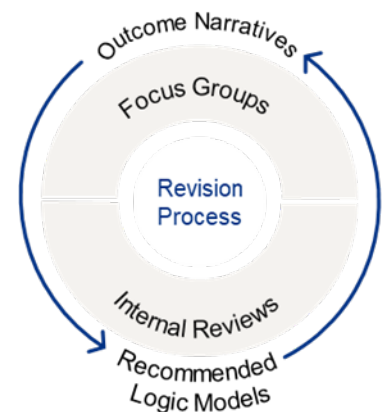 Outcome Narratives
Focus Groups
Revision
Process
Internal Reviews
Recommended
Logic Models